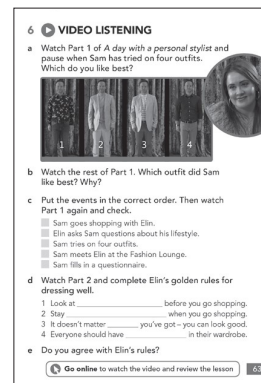 6 VIDEO LISTENING
a Watch Part 1 of A day with a personal stylist and
pause when Sam has tried on four outfits.
Which do you like best?
1 2 3 4
b Watch the rest of Part 1. Which outfit did Sam
like best? Why?
c Put the events in the correct order. Then watch
Part 1 again and check.
Sam goes shopping with Elin.
Elin asks Sam questions about his lifestyle.
Sam tries on four outfits.
Sam meets Elin at the Fashion Lounge.
Sam fills in a questionnaire.
d Watch Part 2 and complete Elin's golden rules for
dressing well.
1 Look at ____________ before you go shopping.
2 Stay ____________ when you go shopping.
3 It doesn't matter ________ you've got – you can look good.
4 Everyone should have ____________ in their wardrobe.
e Do you agree with Elin's rules?
Go online to watch the video and review the lesson
63